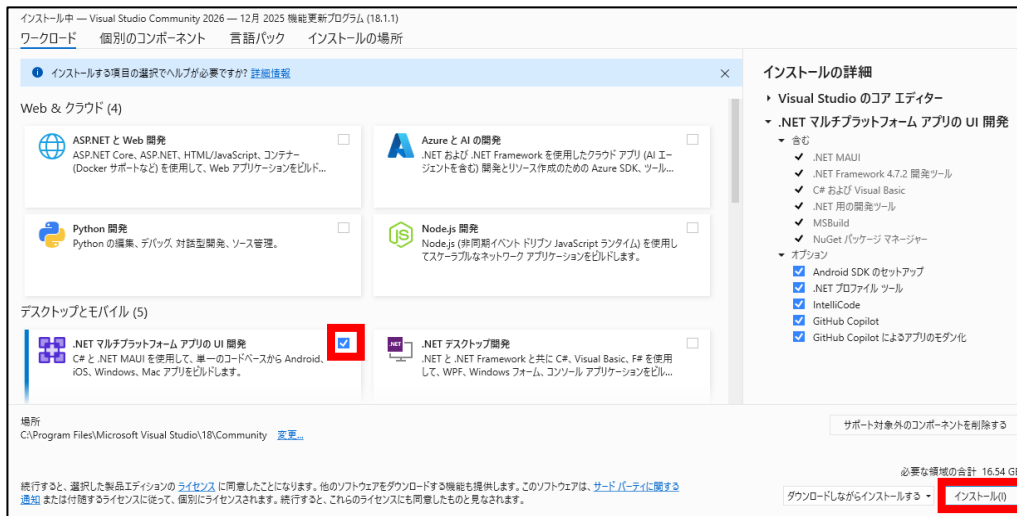 インストール中 — Visual Studio Community 2026 — 12月 2025 機能更新プログラム (18.1.1)
ワークロード 個別のコンポーネント 言語パック インストールの場所
インストールする項目の選択でヘルプが必要ですか? 詳細情報
Web & クラウド (4)
ASP.NET と Web 開発
ASP.NET Core、ASP.NET、HTML/JavaScript、コンテナー
(Docker サポートなど) を使用して、Web アプリケーションをビルド...
Azure と AI の開発
.NET および .NET Framework を使用したクラウド アプリ (AI エー
ジェントを含む) 開発とリソース作成のための Azure SDK、ツール...
Python 開発
Python の編集、デバッグ、対話型開発、ソース管理。
Node.js 開発
Node.js (非同期イベント ドリブン JavaScript ランタイム) を使用し
てスケーラブルなネットワーク アプリケーションをビルドします。
デスクトップとモバイル (5)
.NET マルチプラットフォーム アプリの UI 開発
C# と .NET MAUI を使用して、単一のコードベースから Android、
iOS、Windows、Mac アプリをビルドします。
.NET
.NET デスクトップ開発
.NET と .NET Framework と共に C#、Visual Basic、F# を使用
して、WPF、Windows フォーム、コンソール アプリケーションをビル...
インストールの詳細
Visual Studio のコア エディター
.NET マルチプラットフォーム アプリの UI 開発
含む
.NET MAUI
.NET Framework 4.7.2 開発ツール
C# および Visual Basic
.NET 用の開発ツール
MSBuild
NuGet パッケージ マネージャー
オプション
Android SDK のセットアップ
.NET プロファイル ツール
IntelliCode
GitHub Copilot
GitHub Copilot によるアプリのモダン化
場所
C:\Program Files\Microsoft Visual Studio\18\Community 変更...
サポート対象外のコンポーネントを削除する
必要な領域の合計 16.54 GB
続行すると、選択した製品エディションの ライセンス に同意したことになります。他のソフトウェアをダウンロードする機能も提供します。このソフトウェアは、サード パーティに関する
通知 または付随するライセンスに従って、個別にライセンスされます。続行すると、これらのライセンスにも同意したものと見なされます。
ダウンロードしながらインストールする インストール(I)